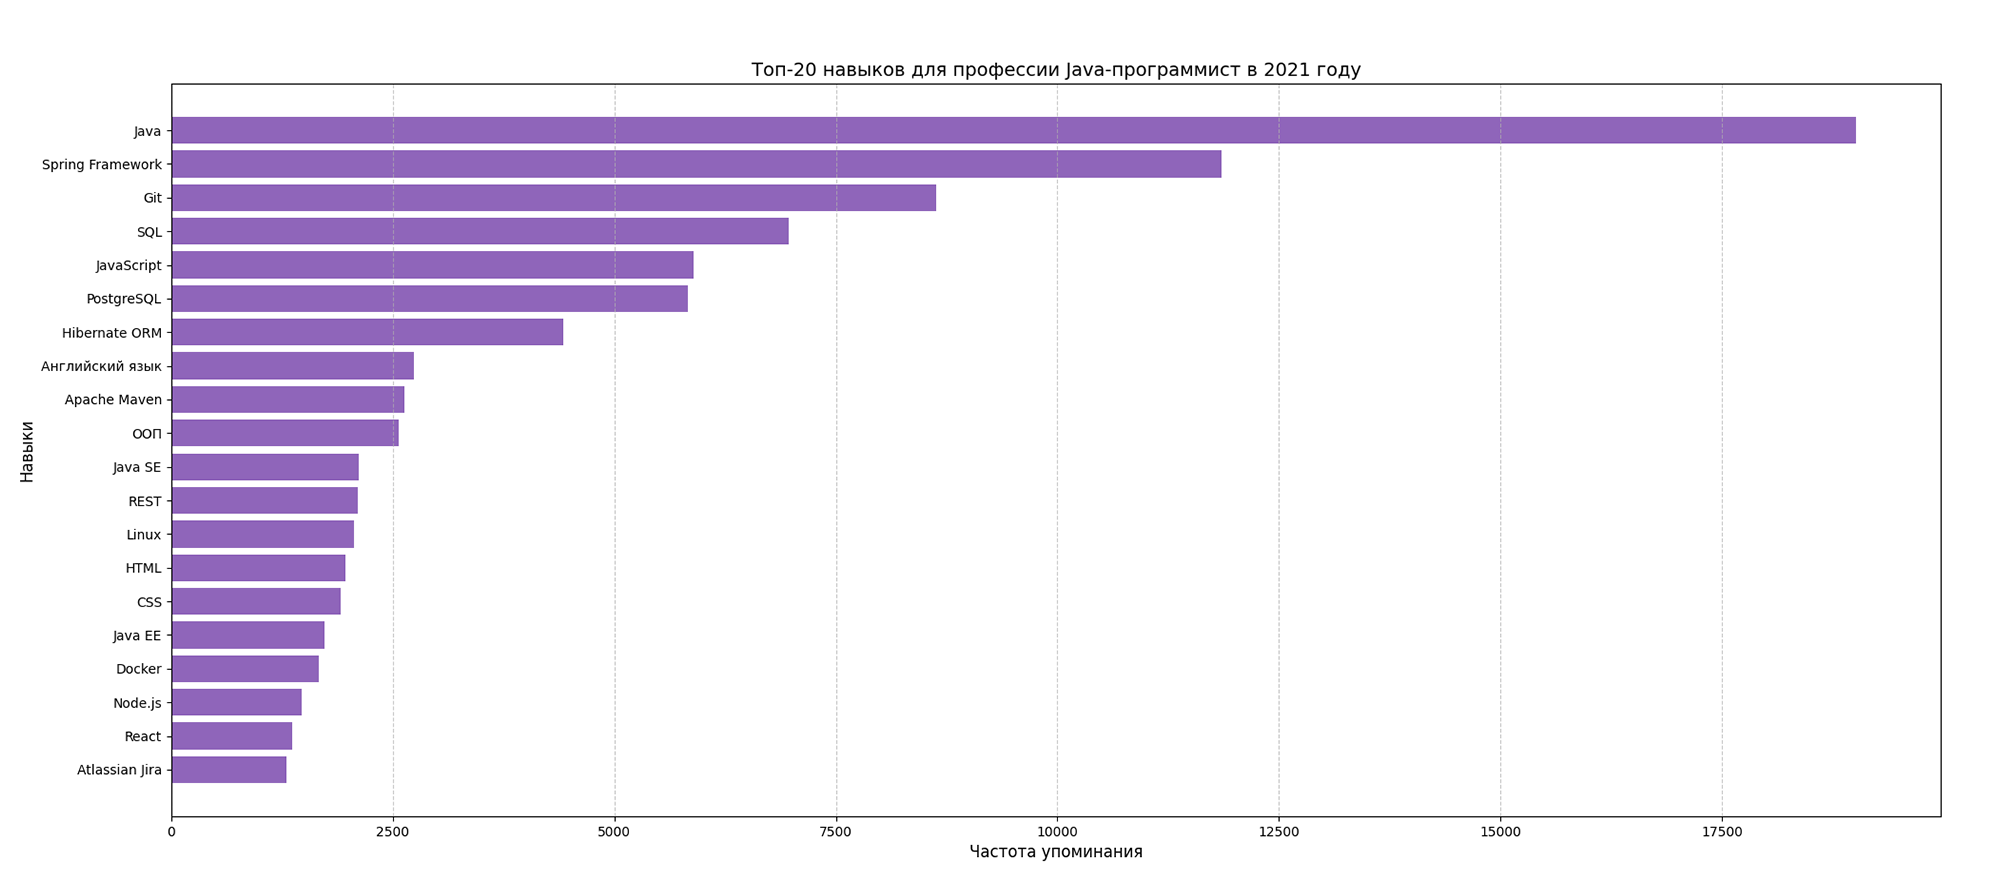 Топ-20 навыков для профессии Java-программист в 2021 году
Навыки
Java
Spring Framework
Git
SQL
JavaScript
PostgreSQL
Hibernate ORM
Английский язык
Apache Maven
ООП
Java SE
REST
Linux
HTML
CSS
Java EE
Docker
Node.js
React
Atlassian Jira
0 2500 5000 7500 10000 12500 15000 17500
Частота упоминания